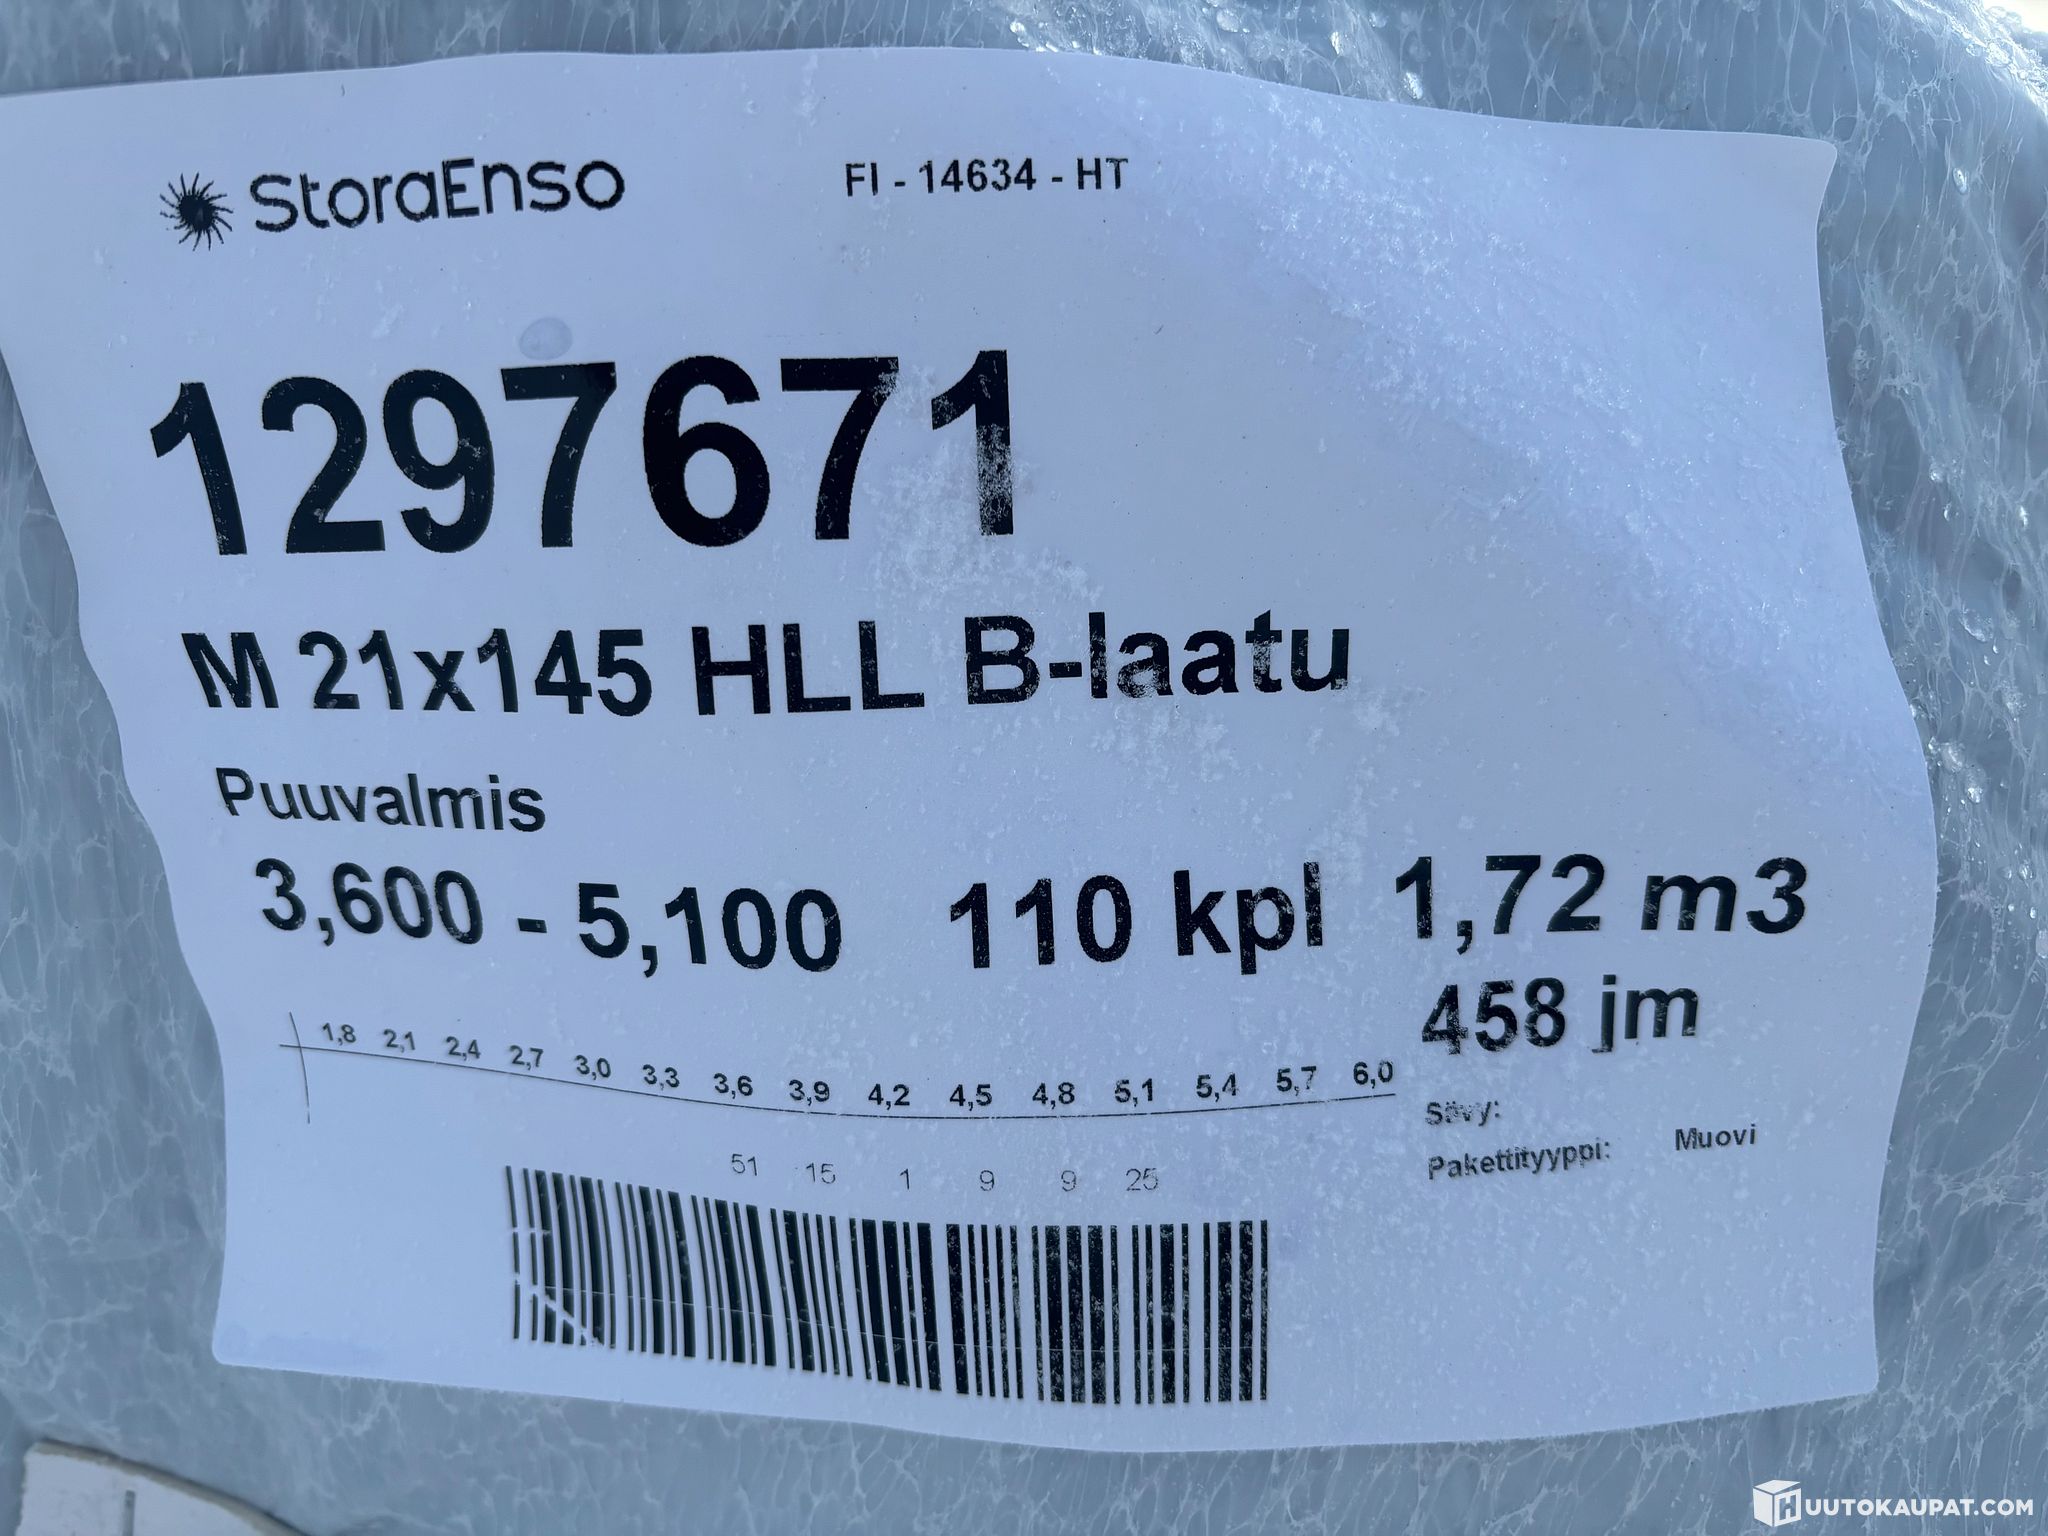 StoraEnso FI - 14634 - HT
1297671
M 21x145 HLL B-laatu
Puuvalmis
3,600 - 5,100 110 kpl 1,72 m3
458 jm
1,8 2,1 2,4 2,7 3,0 3,3 3,6 3,9 4,2 4,5 4,8 5,1 5,4 5,7 6,0
Sävy:
Pakettityyppi: Muovi
51 15 1 9 9 25
HUUTOKAUPAT.COM